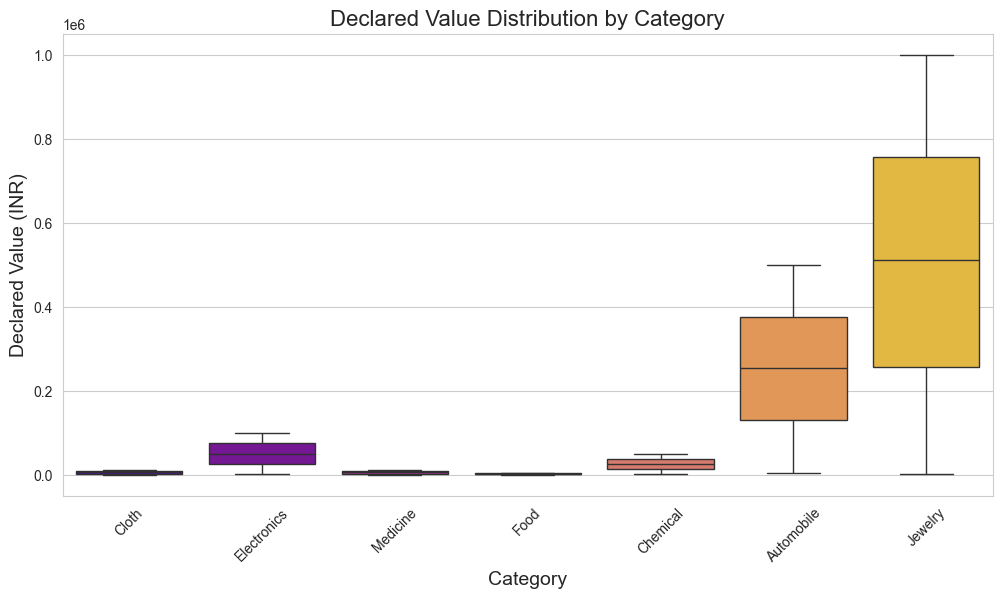 Declared Value Distribution by Category
1e6
1.0
0.8
0.6
0.4
0.2
0.0
Declared Value (INR)
Cloth
Electronics
Medicine
Food
Chemical
Automobile
Jewelry
Category